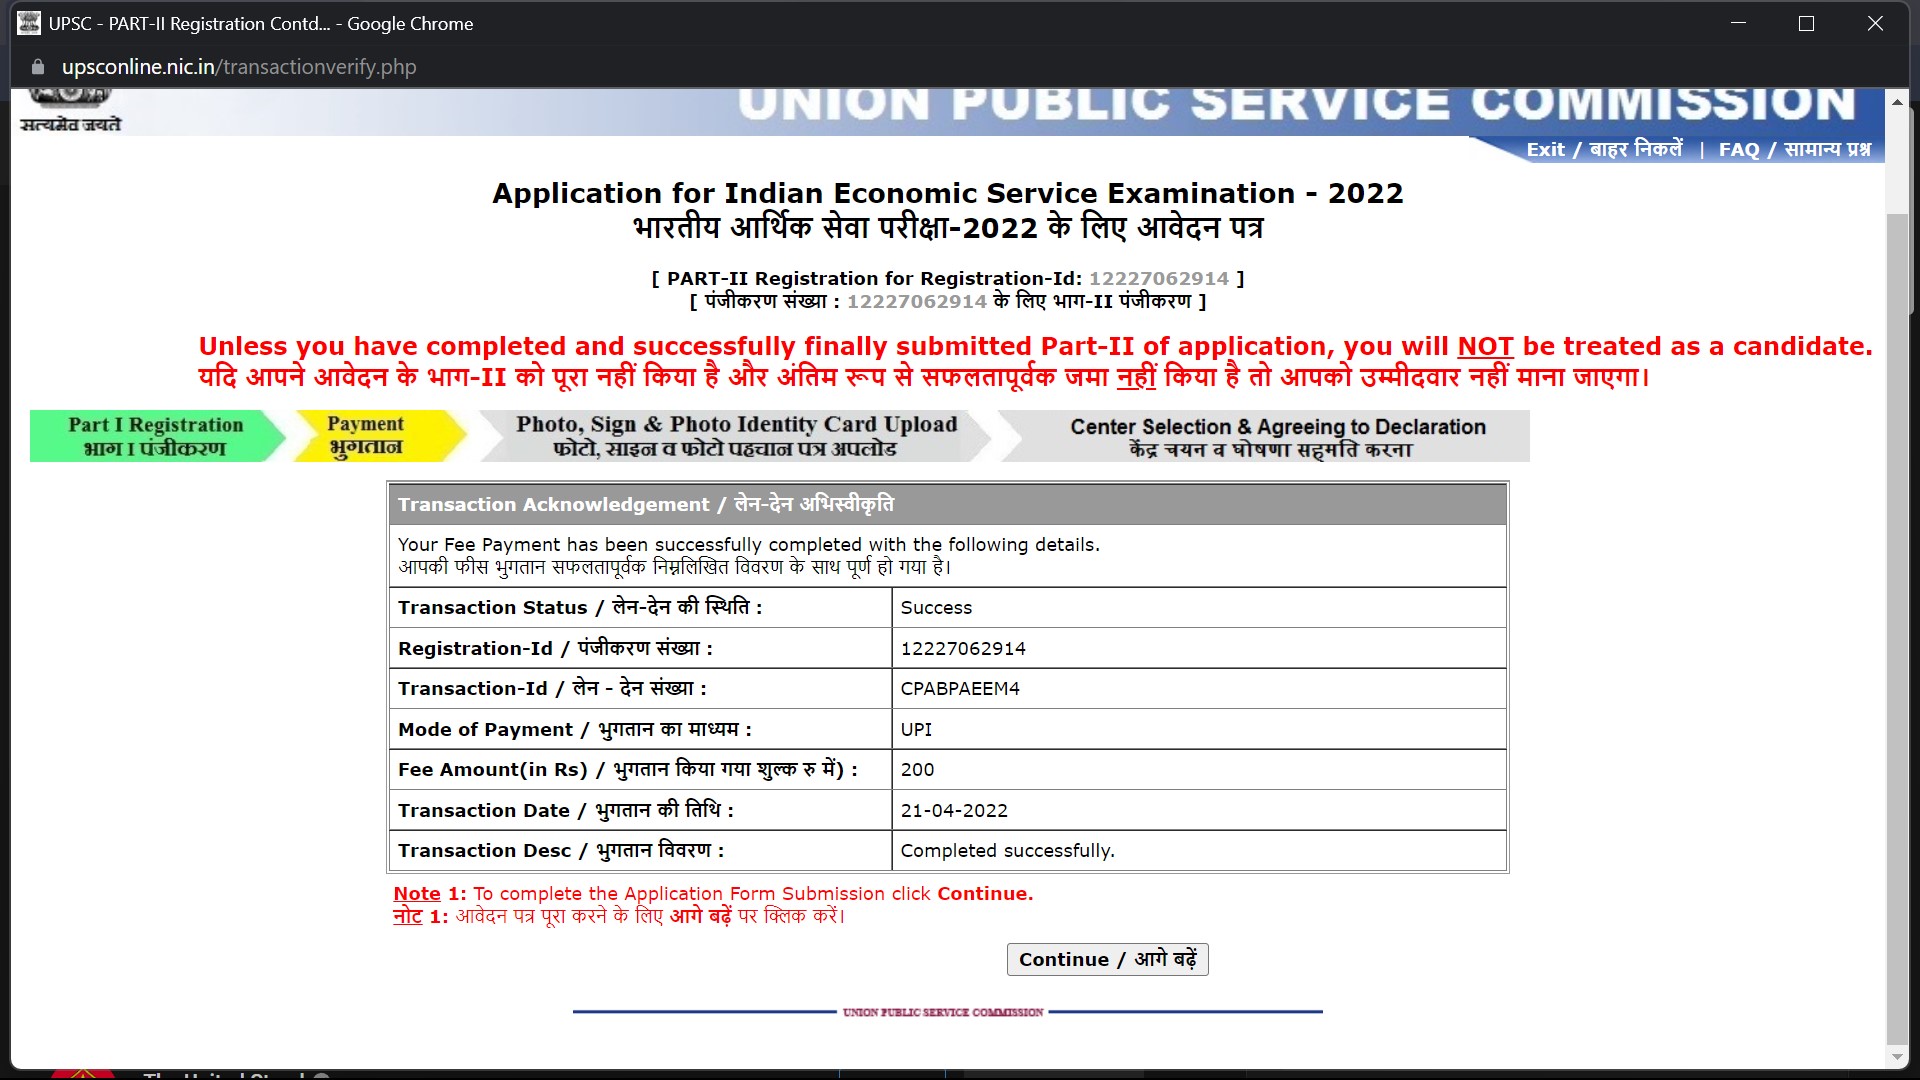 UPSC - PART-II Registration Contd... - Google Chrome
upsconline.nic.in/transactionverify.php
सत्यमेव जयते
UNION PUBLIC SERVICE COMMISSION
Exit / बाहर निकलें | FAQ / सामान्य प्रश्न
Application for Indian Economic Service Examination - 2022
भारतीय आर्थिक सेवा परीक्षा-2022 के लिए आवेदन पत्र
[ PART-II Registration for Registration-Id: 12227062914 ]
[ पंजीकरण संख्या : 12227062914 के लिए भाग-II पंजीकरण ]
Unless you have completed and successfully finally submitted Part-II of application, you will NOT be treated as a candidate.
यदि आपने आवेदन के भाग-II को पूरा नहीं किया है और अंतिम रूप से सफलतापूर्वक जमा नहीं किया है तो आपको उम्मीदवार नहीं माना जाएगा।
Part I Registration
भाग I पंजीकरण
Payment
भुगतान
Photo, Sign & Photo Identity Card Upload
फोटो, साइन व फोटो पहचान पत्र अपलोड
Center Selection & Agreeing to Declaration
केंद्र चयन व घोषणा सहमति करना
Transaction Acknowledgement / लेन-देन अभिस्वीकृति
Your Fee Payment has been successfully completed with the following details.
आपकी फीस भुगतान सफलतापूर्वक निम्नलिखित विवरण के साथ पूर्ण हो गया है।
Transaction Status / लेन-देन की स्थिति : Success
Registration-Id / पंजीकरण संख्या : 12227062914
Transaction-Id / लेन - देन संख्या : CPABPAEEM4
Mode of Payment / भुगतान का माध्यम : UPI
Fee Amount(in Rs) / भुगतान किया गया शुल्क रु में) : 200
Transaction Date / भुगतान की तिथि : 21-04-2022
Transaction Desc / भुगतान विवरण : Completed successfully.
Note 1: To complete the Application Form Submission click Continue.
नोट 1: आवेदन पत्र पूरा करने के लिए आगे बढ़ें पर क्लिक करें।
Continue / आगे बढ़ें
UNION PUBLIC SERVICE COMMISSION